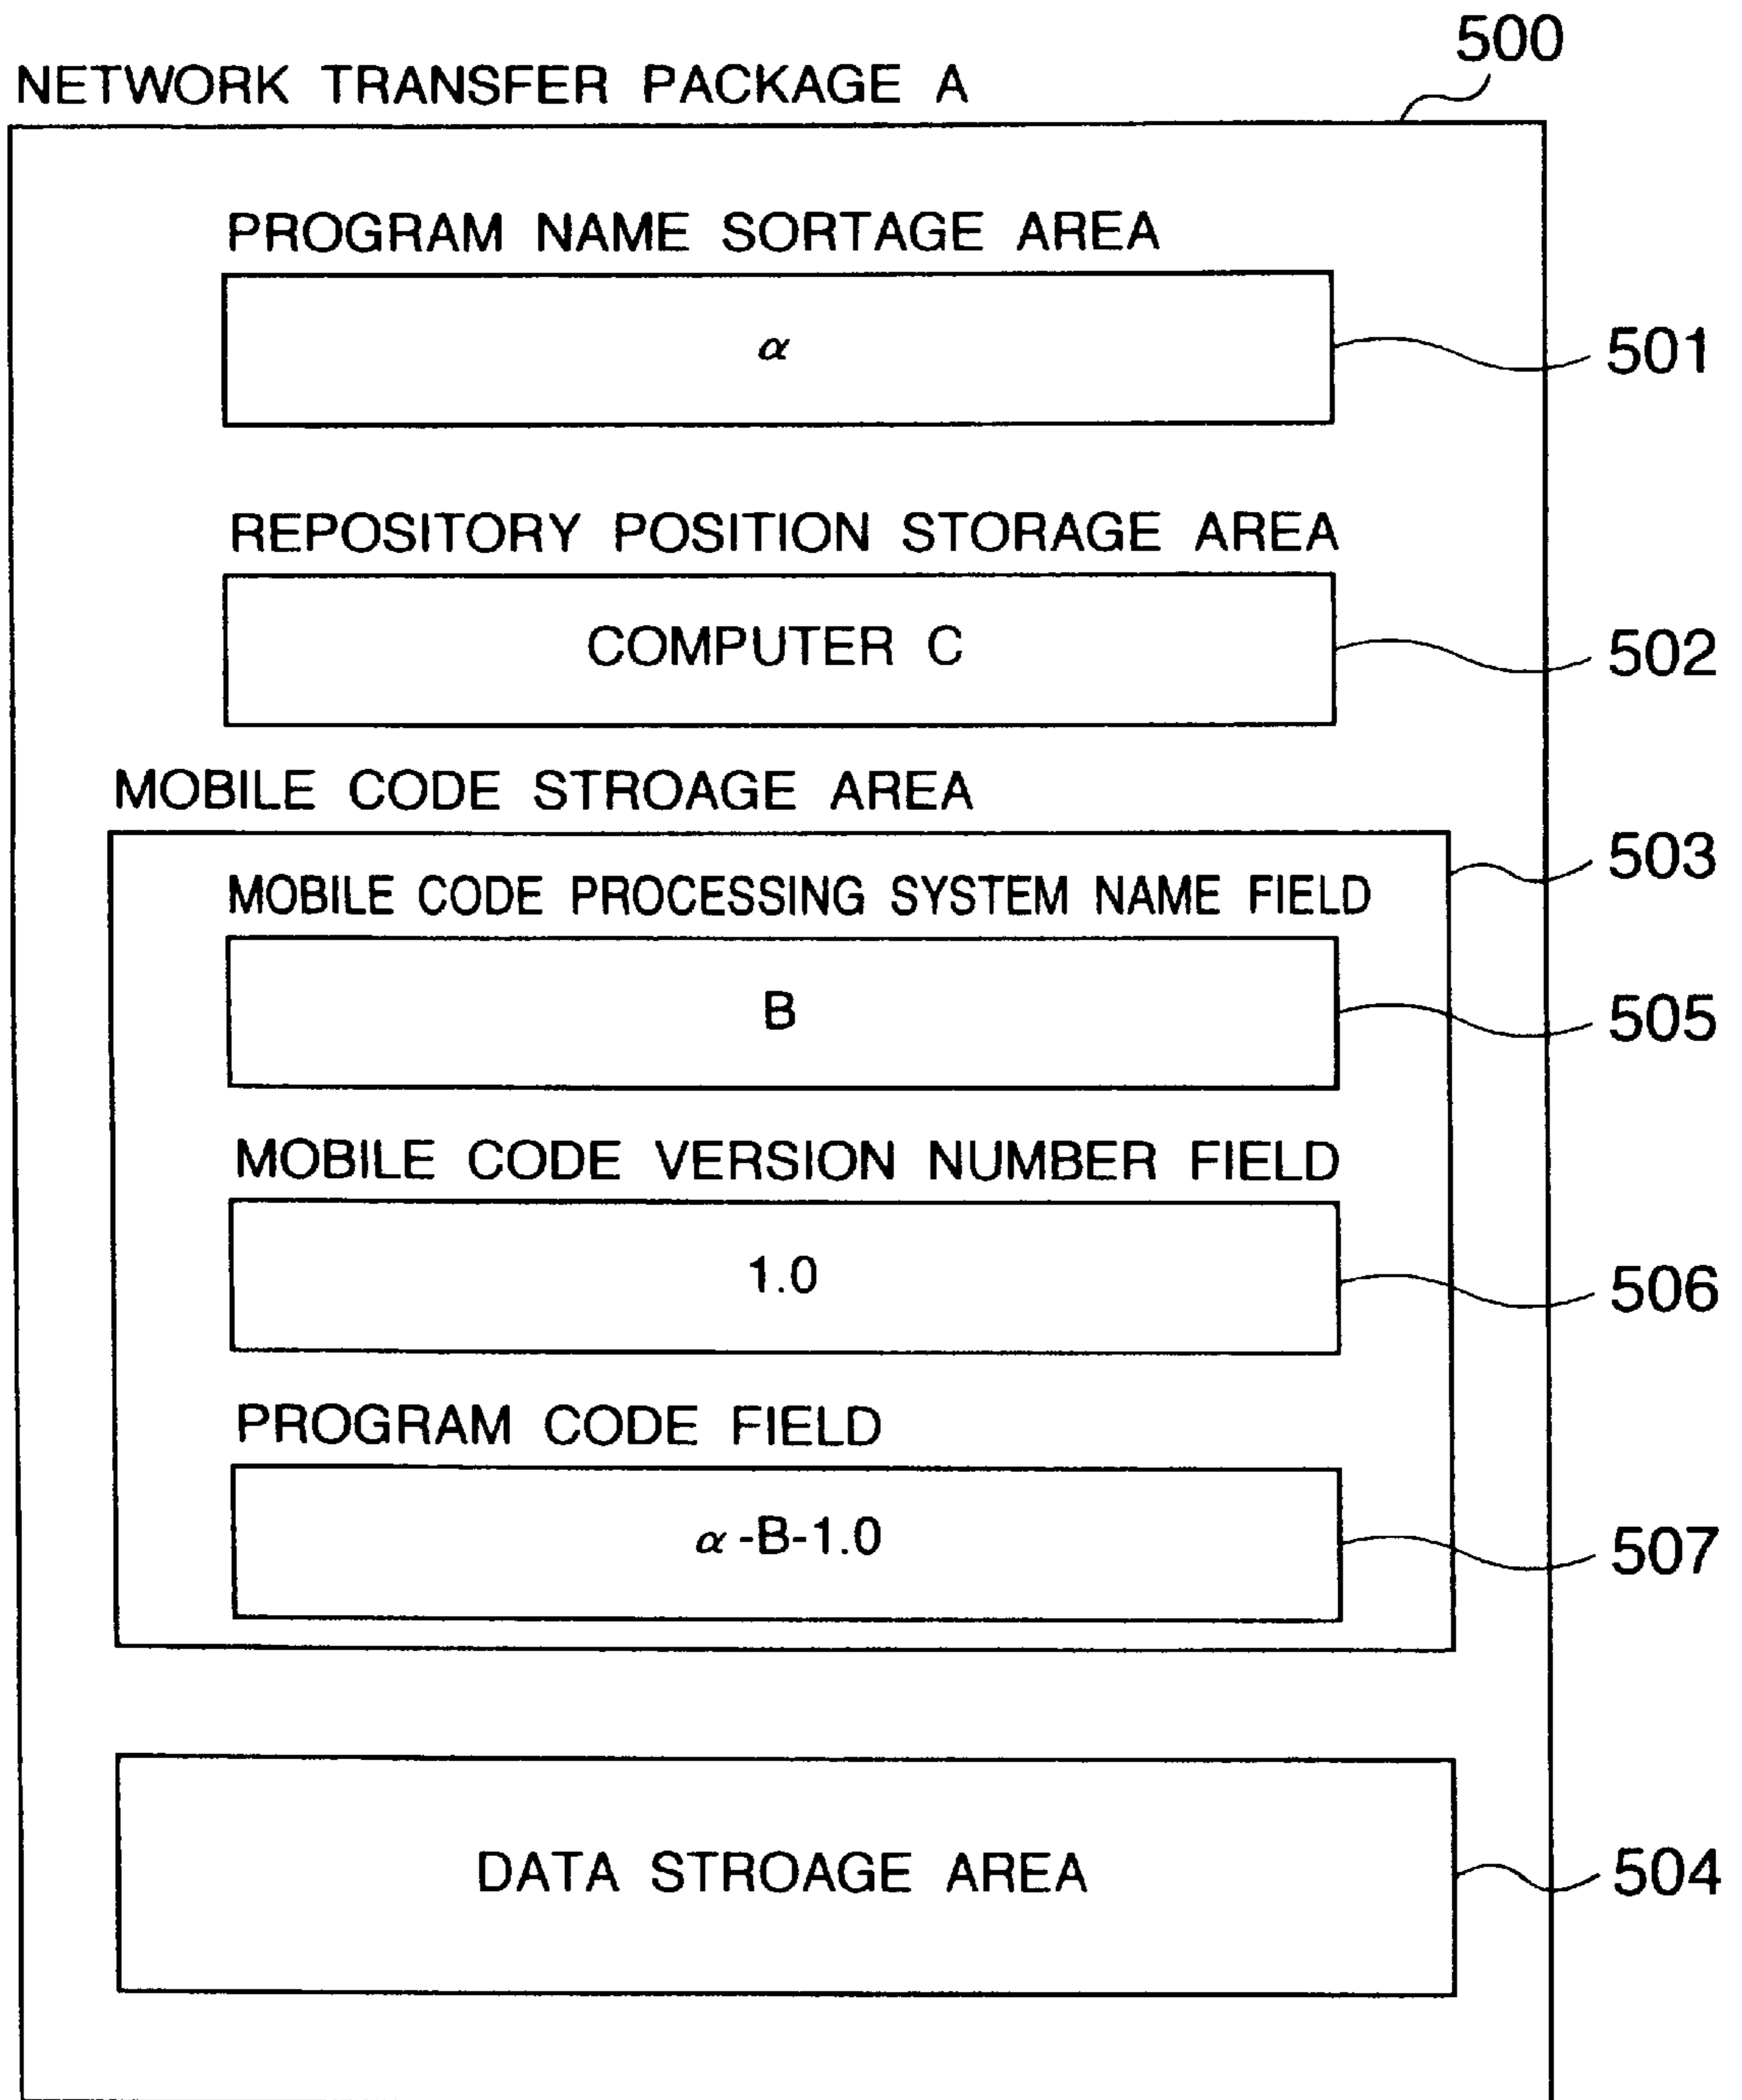 500
NETWORK TRANSFER PACKAGE A
PROGRAM NAME SORTAGE AREA
α
501
REPOSITORY POSITION STORAGE AREA
COMPUTER C
502
MOBILE CODE STROAGE AREA
503
MOBILE CODE PROCESSING SYSTEM NAME FIELD
B
505
MOBILE CODE VERSION NUMBER FIELD
1.0
506
PROGRAM CODE FIELD
α-B-1.0
507
DATA STROAGE AREA
504